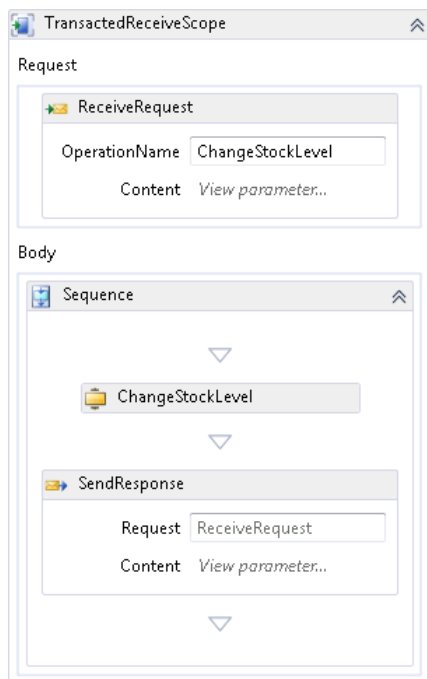 TransactedReceiveScope
Request
ReceiveRequest
OperationName ChangeStockLevel
Content View parameter...
Body
Sequence
ChangeStockLevel
SendResponse
Request ReceiveRequest
Content View parameter...